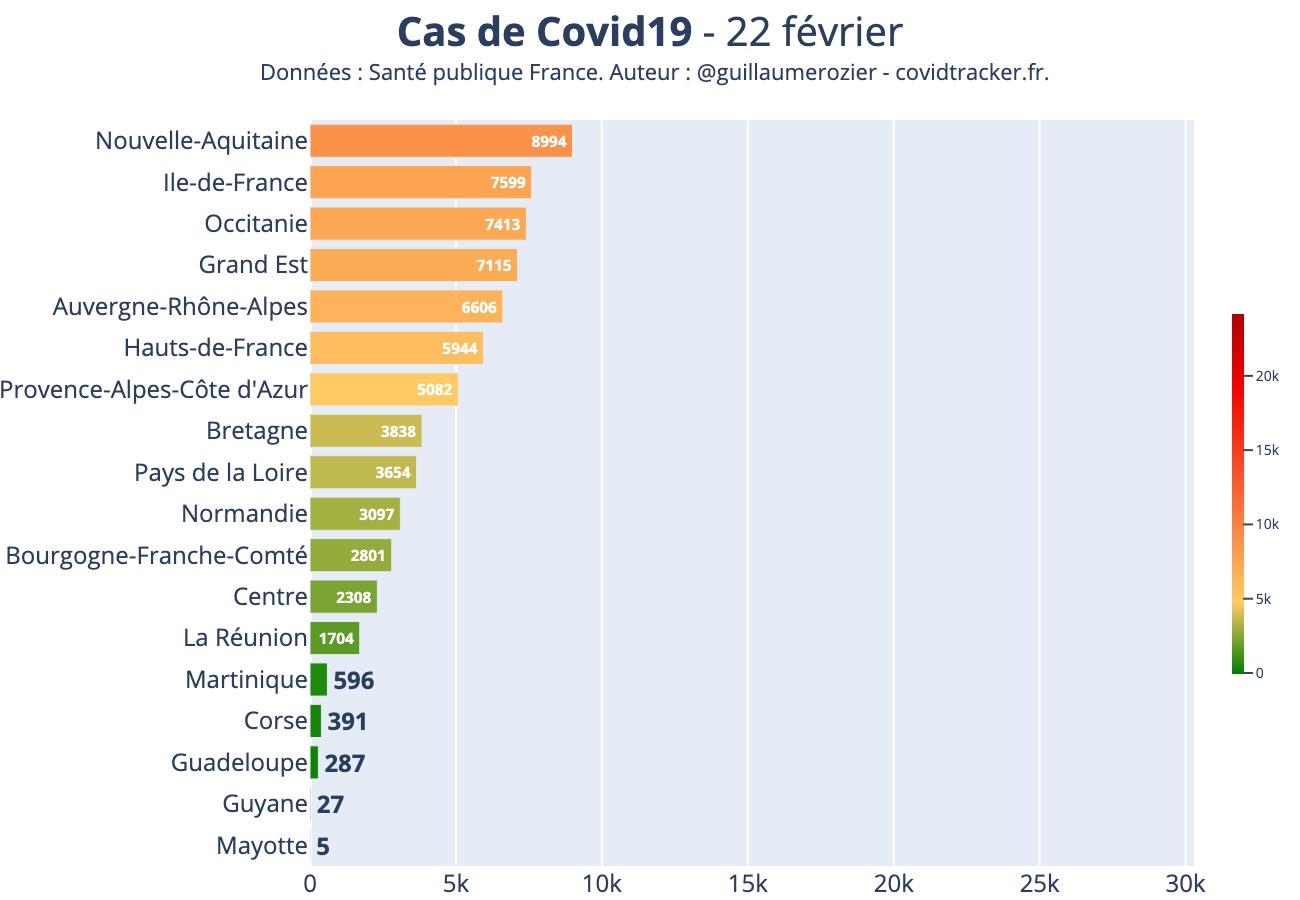 Cas de Covid19 - 22 février
Données : Santé publique France. Auteur : @guillaumerozier - covidtracker.fr.
Nouvelle-Aquitaine 8994
Ile-de-France 7599
Occitanie 7413
Grand Est 7115
Auvergne-Rhône-Alpes 6606
Hauts-de-France 5944
Provence-Alpes-Côte d'Azur 5082
Bretagne 3838
Pays de la Loire 3654
Normandie 3097
Bourgogne-Franche-Comté 2801
Centre 2308
La Réunion 1704
Martinique 596
Corse 391
Guadeloupe 287
Guyane 27
Mayotte 5
0 5k 10k 15k 20k 25k 30k
20k
15k
10k
5k
0